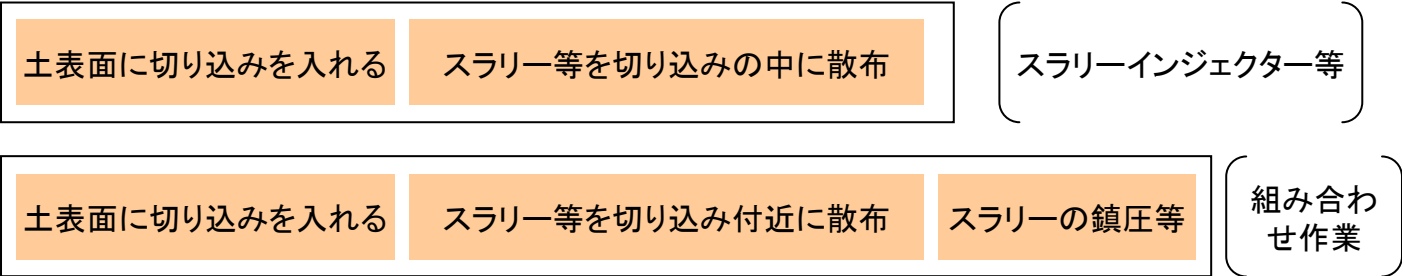 土表面に切り込みを入れる
スラリー等を切り込みの中に散布
スラリーインジェクター等
土表面に切り込みを入れる
スラリー等を切り込み付近に散布
スラリーの鎮圧等
組み合わ
せ作業